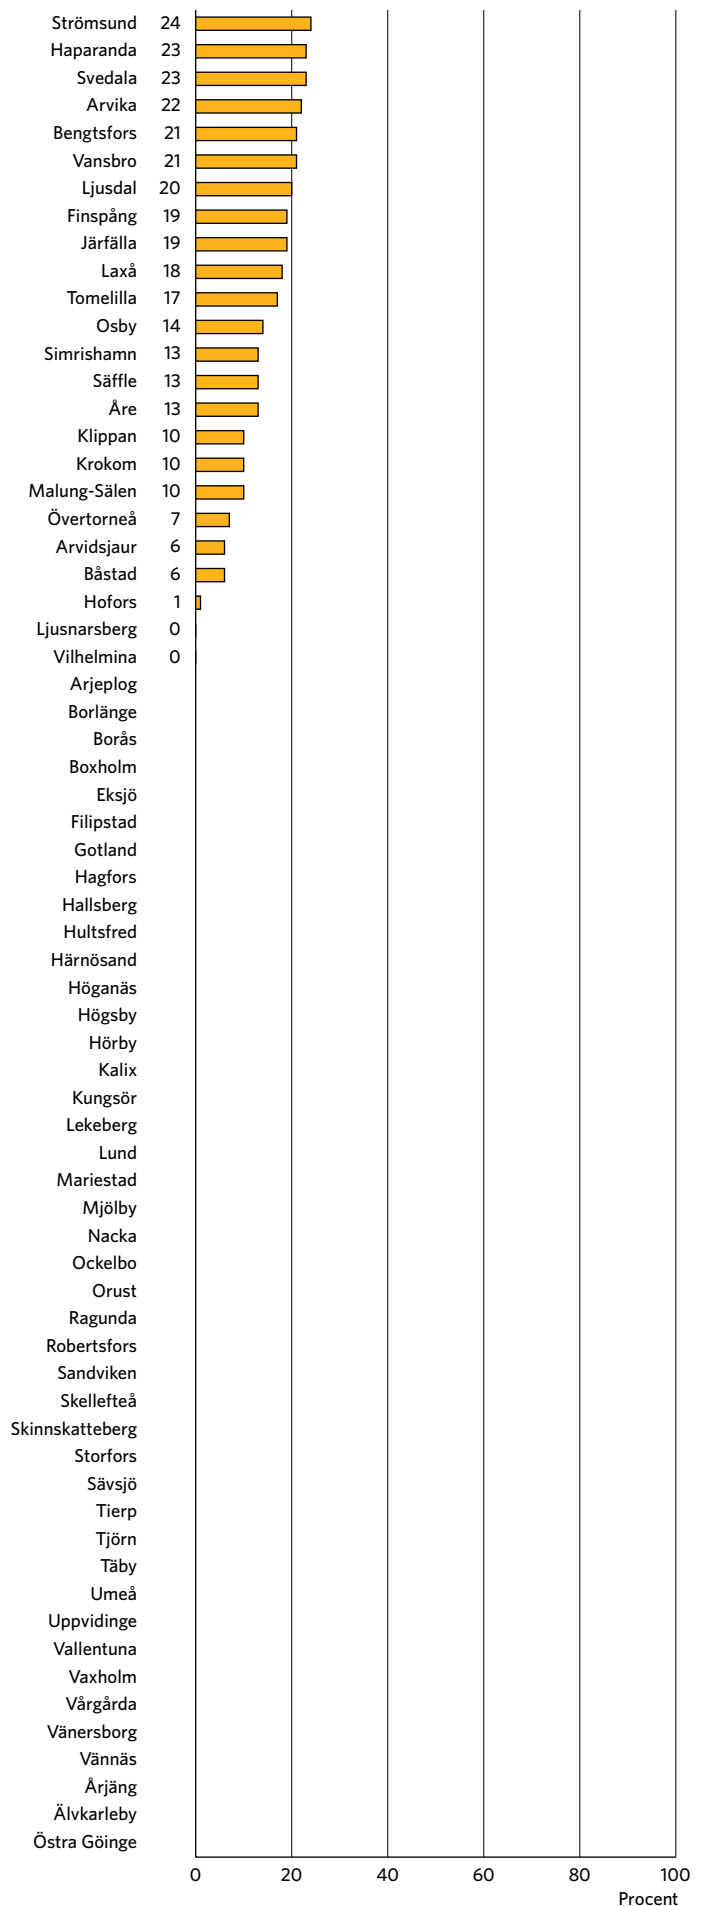 Strömsund 24
Haparanda 23
Svedala 23
Arvika 22
Bengtsfors 21
Vansbro 21
Ljusdal 20
Finspång 19
Järfälla 19
Laxå 18
Tomelilla 17
Osby 14
Simrishamn 13
Säffle 13
Åre 13
Klippan 10
Krokom 10
Malung-Sälen 10
Övertorneå 7
Arvidsjaur 6
Båstad 6
Hofors 1
Ljusnarsberg 0
Vilhelmina 0
Arjeplog
Borlänge
Borås
Boxholm
Eksjö
Filipstad
Gotland
Hagfors
Hallsberg
Hultsfred
Härnösand
Höganäs
Högsby
Hörby
Kalix
Kungsör
Lekeberg
Lund
Mariestad
Mjölby
Nacka
Ockelbo
Orust
Ragunda
Robertsfors
Sandviken
Skellefteå
Skinnskatteberg
Storfors
Sävsjö
Tierp
Tjörn
Täby
Umeå
Uppvidinge
Vallentuna
Vaxholm
Vårgårda
Vänersborg
Vännäs
Årjäng
Älvkarleby
Östra Göinge
0 20 40 60 80 100
Procent